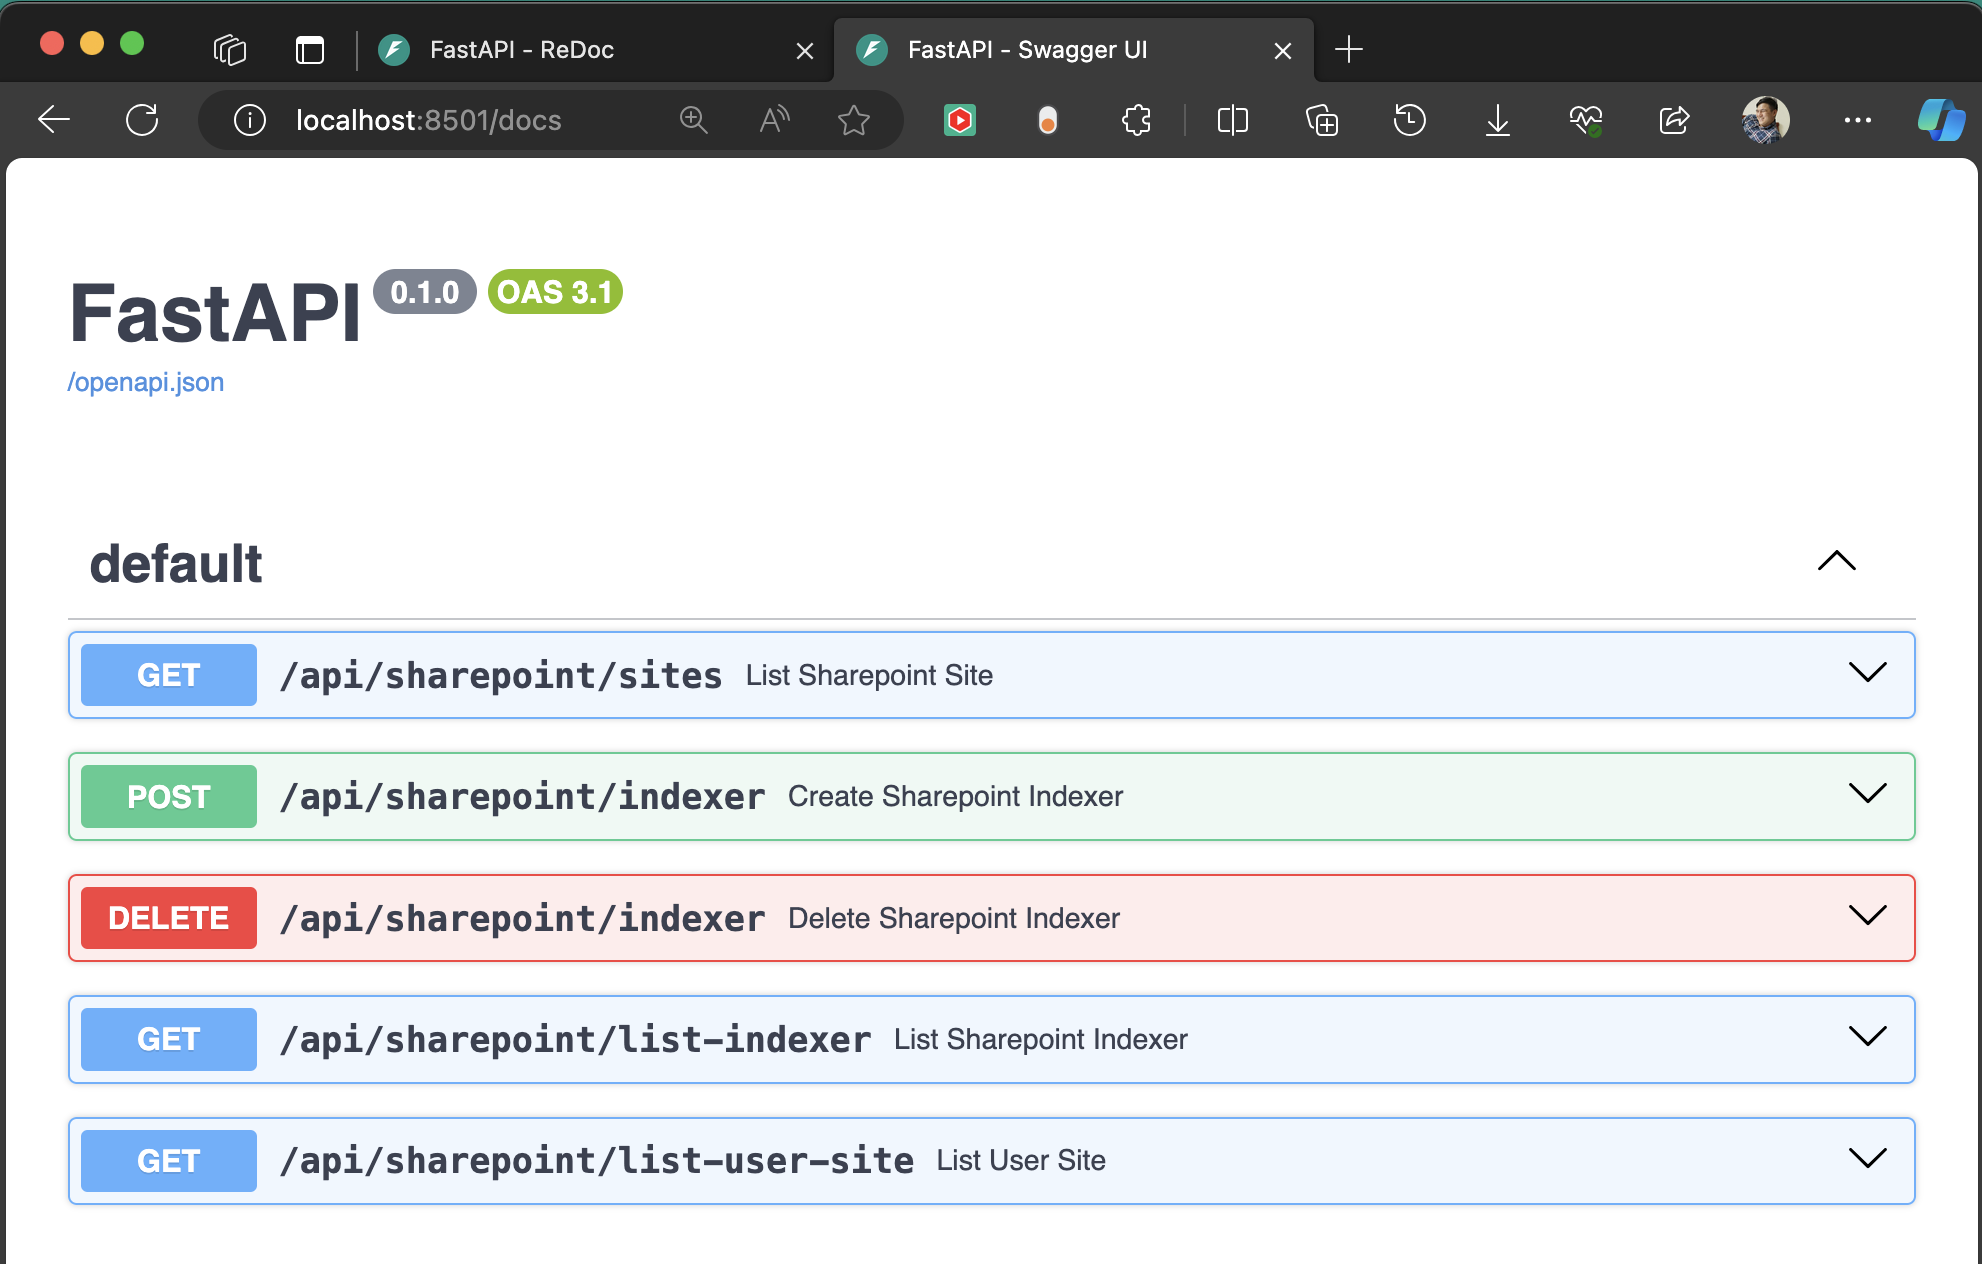 FastAPI - ReDoc
FastAPI - Swagger UI
localhost:8501/docs
FastAPI 0.1.0 OAS 3.1
/openapi.json
default
GET /api/sharepoint/sites List Sharepoint Site
POST /api/sharepoint/indexer Create Sharepoint Indexer
DELETE /api/sharepoint/indexer Delete Sharepoint Indexer
GET /api/sharepoint/list-indexer List Sharepoint Indexer
GET /api/sharepoint/list-user-site List User Site